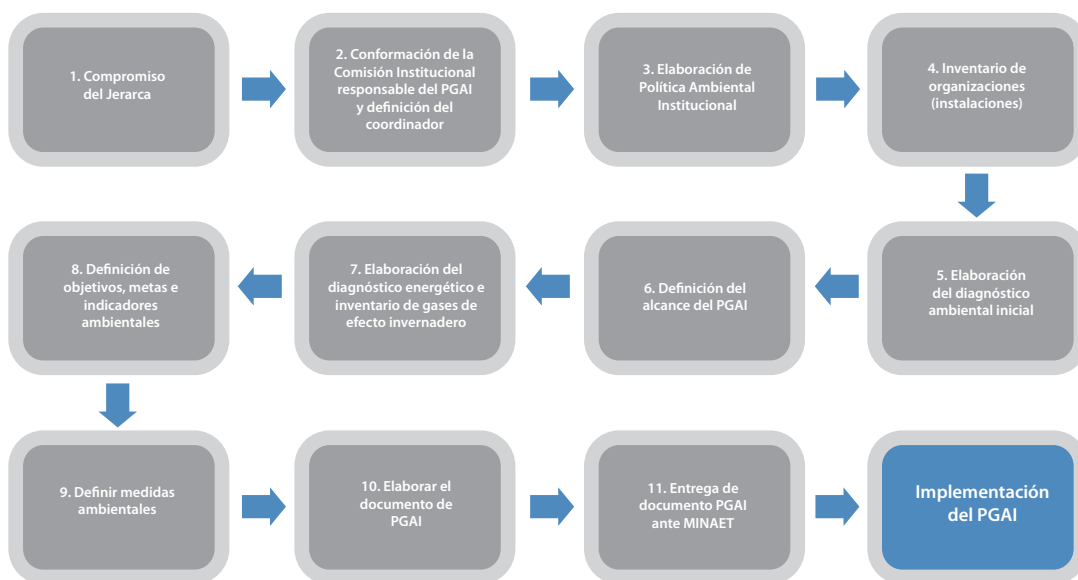 1. Compromiso
del Jerarca
2. Conformación de la
Comisión Institucional
responsable del PGAI
y definición del
coordinador
3. Elaboración de
Política Ambiental
Institucional
4. Inventario de
organizaciones
(instalaciones)
5. Elaboración
del diagnóstico
ambiental inicial
6. Definición del
alcance del PGAI
7. Elaboración del
diagnóstico energético e
inventario de gases de
efecto invernadero
8. Definición de
objetivos, metas e
indicadores
ambientales
9. Definir medidas
ambientales
10. Elaborar el
documento de
PGAI
11. Entrega de
documento PGAI
ante MINAET
Implementación
del PGAI